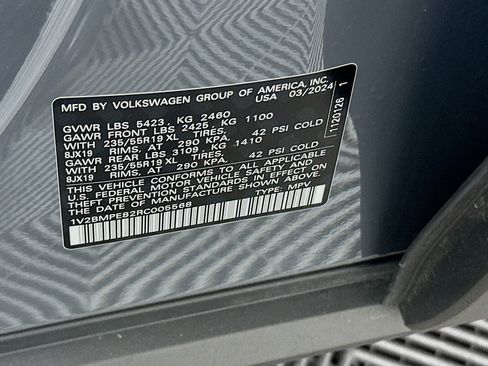 MFD BY VOLKSWAGEN GROUP OF AMERICA, INC.
USA 03/2024
GVWR LBS 5423, KG 2460
GAWR FRONT LBS 2425, KG 1100
WITH 235/55R19 XL TIRES,
8JX19 RIMS, AT 290 KPA. 42 PSI COLD
GAWR REAR LBS 3109, KG 1410
WITH 235/55R19 XL TIRES,
8JX19 RIMS, AT 290 KPA. 42 PSI COLD
THIS VEHICLE CONFORMS TO ALL APPLICABLE
U.S. FEDERAL MOTOR VEHICLE SAFETY AND
THEFT PREVENTION STANDARDS IN EFFECT
ON THE DATE OF MANUFACTURE SHOWN ABOVE.
1V2BMPE82RC005568 TYPE: MPV
1120126 1